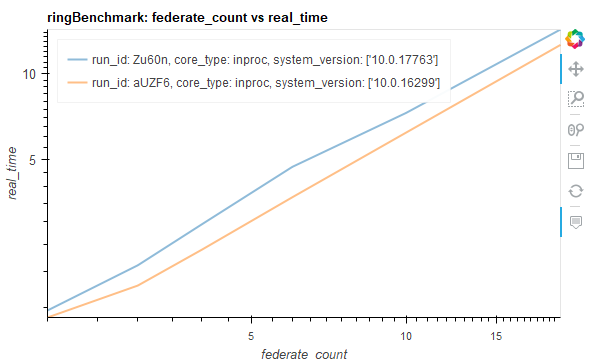 ringBenchmark: federate_count vs real_time
run_id: Zu60n, core_type: inproc, system_version: ['10.0.17763']
run_id: aUZF6, core_type: inproc, system_version: ['10.0.16299']
real_time
10
5
5
10
15
federate_count